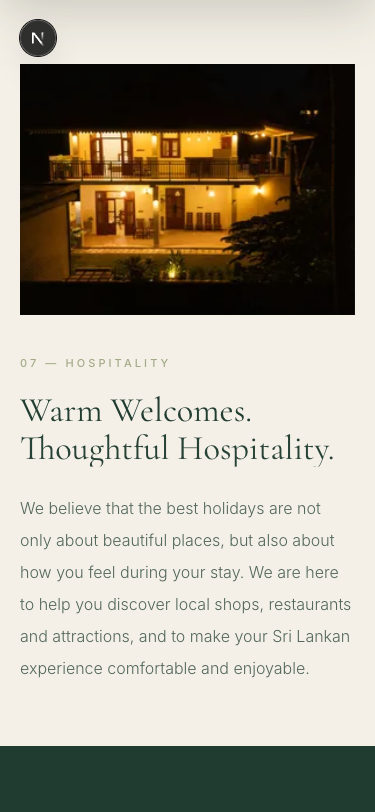 N
07 — HOSPITALITY
Warm Welcomes.
Thoughtful Hospitality.
We believe that the best holidays are not
only about beautiful places, but also about
how you feel during your stay. We are here
to help you discover local shops, restaurants
and attractions, and to make your Sri Lankan
experience comfortable and enjoyable.